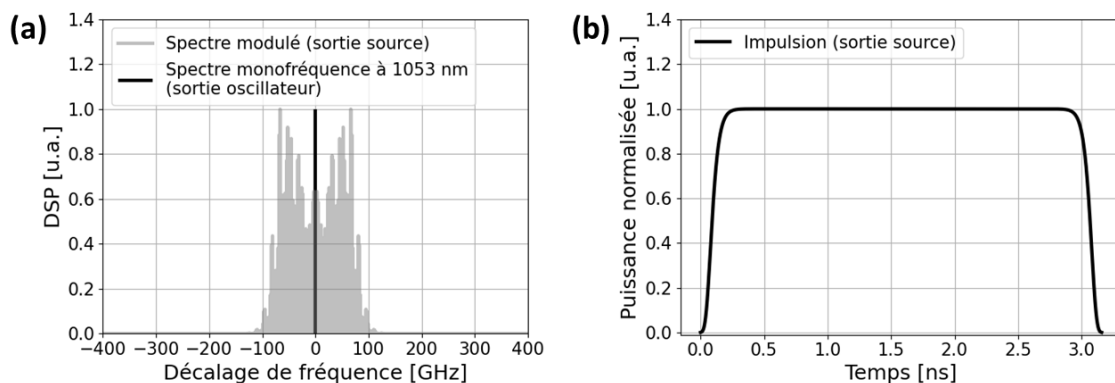 (a)
1.4
1.2
1.0
0.8
0.6
0.4
0.2
0.0
DSP [u.a.]
Spectre modulé (sortie source)
Spectre monofréquence à 1053 nm
(sortie oscillateur)
−400 −300 −200 −100 0 100 200 300 400
Décalage de fréquence [GHz]
(b)
1.4
1.2
1.0
0.8
0.6
0.4
0.2
0.0
Puissance normalisée [u.a.]
Impulsion (sortie source)
0.0 0.5 1.0 1.5 2.0 2.5 3.0
Temps [ns]